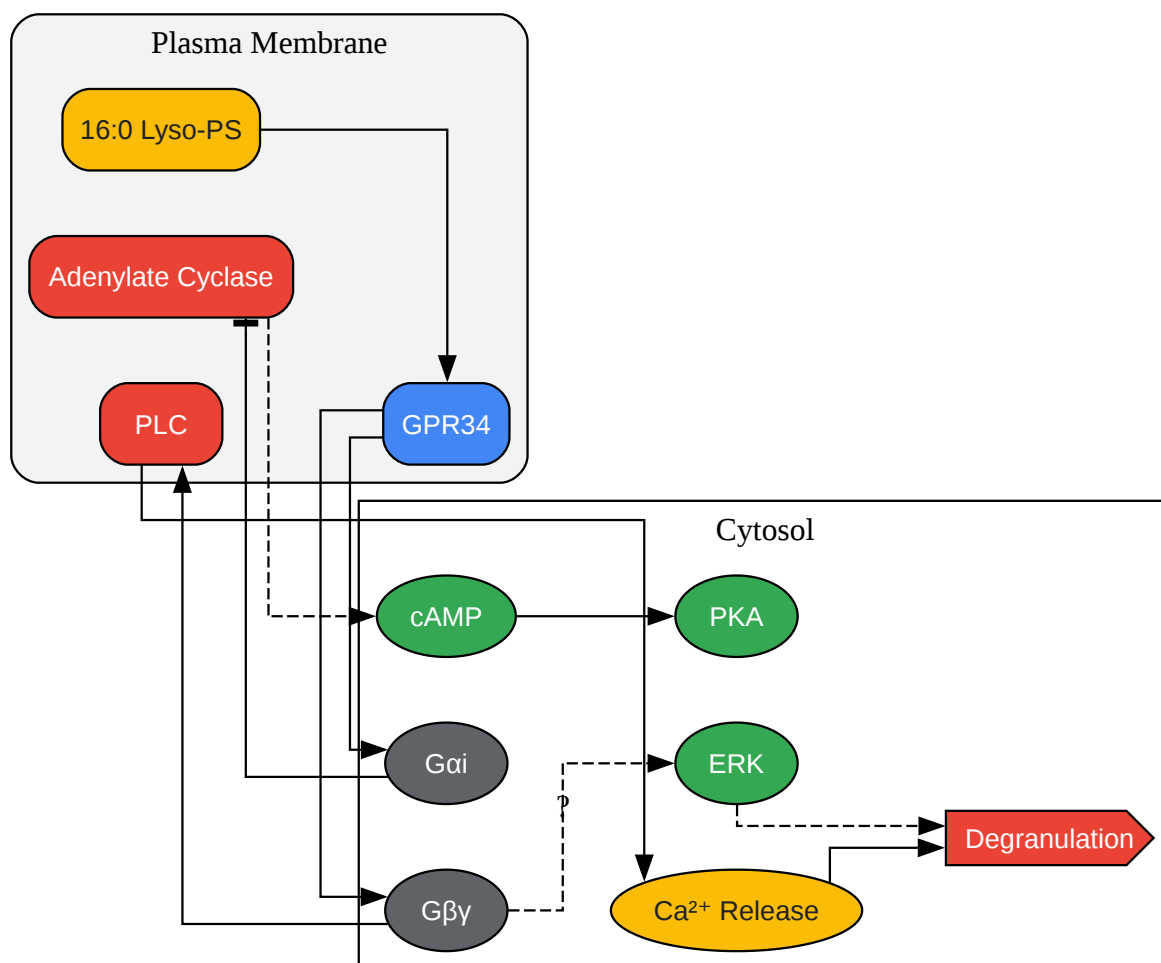 Plasma Membrane
16:0 Lyso-PS
Adenylate Cyclase
PLC
GPR34
Cytosol
cAMP
PKA
Gαi
ERK
?
Degranulation
Gβγ
Ca²⁺ Release